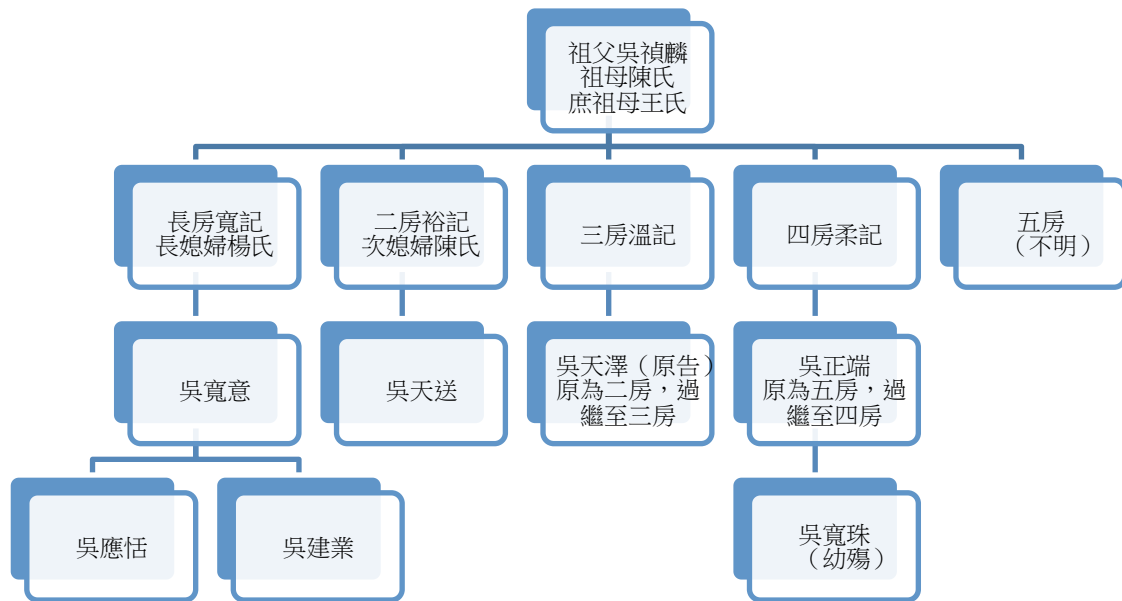 祖父吳禎麟
祖母陳氏
庶祖母王氏
長房寬記
長媳婦楊氏
二房裕記
次媳婦陳氏
三房溫記
四房柔記
五房
（不明）
吳寬意
吳天送
吳天澤（原告）
原為二房，過
繼至三房
吳正端
原為五房，過
繼至四房
吳應恬
吳建業
吳寬珠
（幼殤）